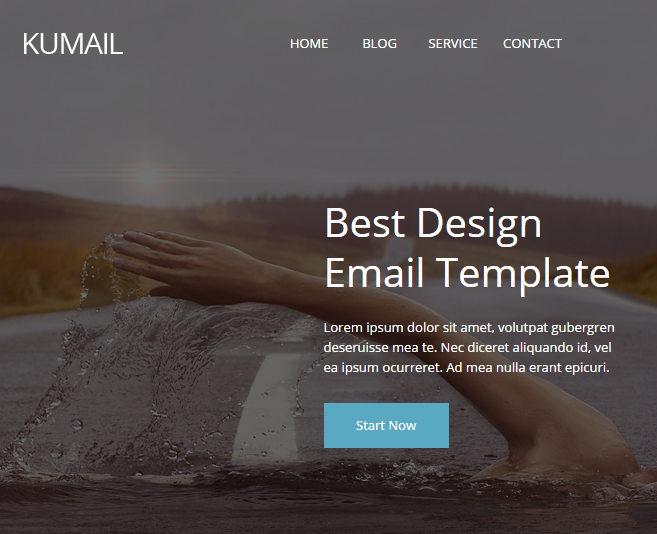 KUMAIL
HOME BLOG SERVICE CONTACT
Best Design
Email Template
Lorem ipsum dolor sit amet, volutpat gubergren
deseruisse mea te. Nec diceret aliquando id, vel
ea ipsum ocurreret. Ad mea nulla erant epicuri.
Start Now